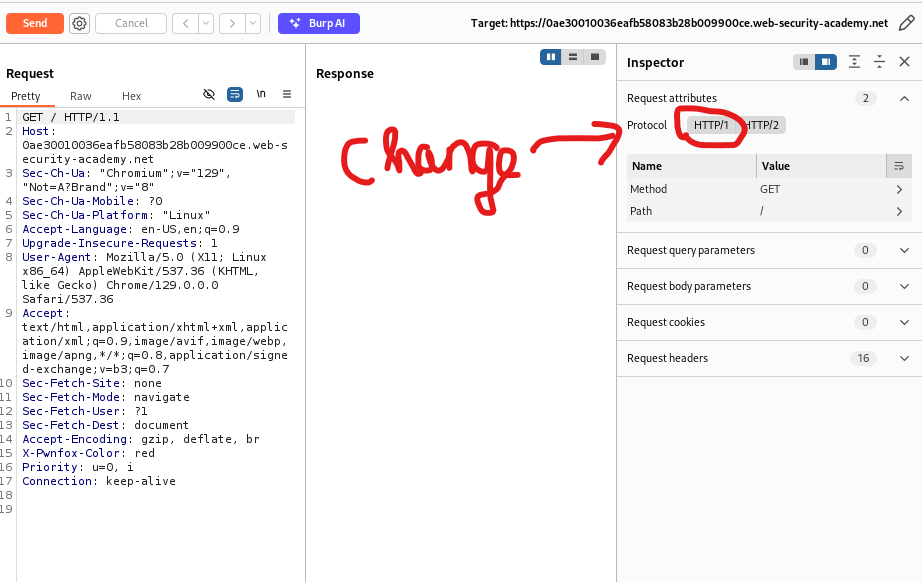 Send Cancel Burp AI Target: https://0ae30010036eafb58083b28b009900ce.web-security-academy.net
Request
Pretty Raw Hex \n
1 GET / HTTP/1.1
2 Host:
0ae30010036eafb58083b28b009900ce.web-s
ecurity-academy.net
3 Sec-Ch-Ua: "Chromium";v="129",
"Not=A?Brand";v="8"
4 Sec-Ch-Ua-Mobile: ?0
5 Sec-Ch-Ua-Platform: "Linux"
6 Accept-Language: en-US,en;q=0.9
7 Upgrade-Insecure-Requests: 1
8 User-Agent: Mozilla/5.0 (X11; Linux
x86_64) AppleWebKit/537.36 (KHTML,
like Gecko) Chrome/129.0.0.0
Safari/537.36
9 Accept:
text/html,application/xhtml+xml,applic
ation/xml;q=0.9,image/avif,image/webp,
image/apng,*/*;q=0.8,application/signe
d-exchange;v=b3;q=0.7
10 Sec-Fetch-Site: none
11 Sec-Fetch-Mode: navigate
12 Sec-Fetch-User: ?1
13 Sec-Fetch-Dest: document
14 Accept-Encoding: gzip, deflate, br
15 X-Pwnfox-Color: red
16 Priority: u=0, i
17 Connection: keep-alive
18
19
Response
change
Inspector
Request attributes 2
Protocol HTTP/1 HTTP/2
Name Value
Method GET
Path /
Request query parameters 0
Request body parameters 0
Request cookies 0
Request headers 16